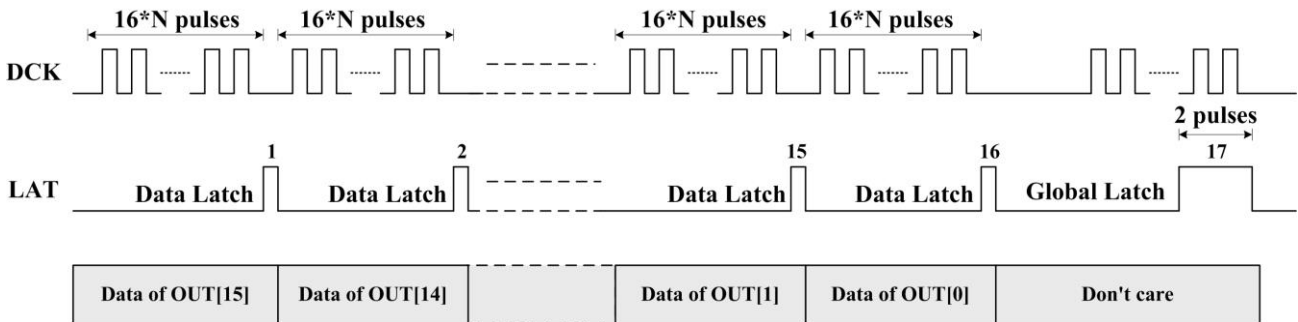 16*N pulses 16*N pulses 16*N pulses 16*N pulses
DCK
2 pulses
1 2 15 16 17
LAT Data Latch Data Latch Data Latch Data Latch Global Latch
Data of OUT[15] Data of OUT[14] Data of OUT[1] Data of OUT[0] Don't care